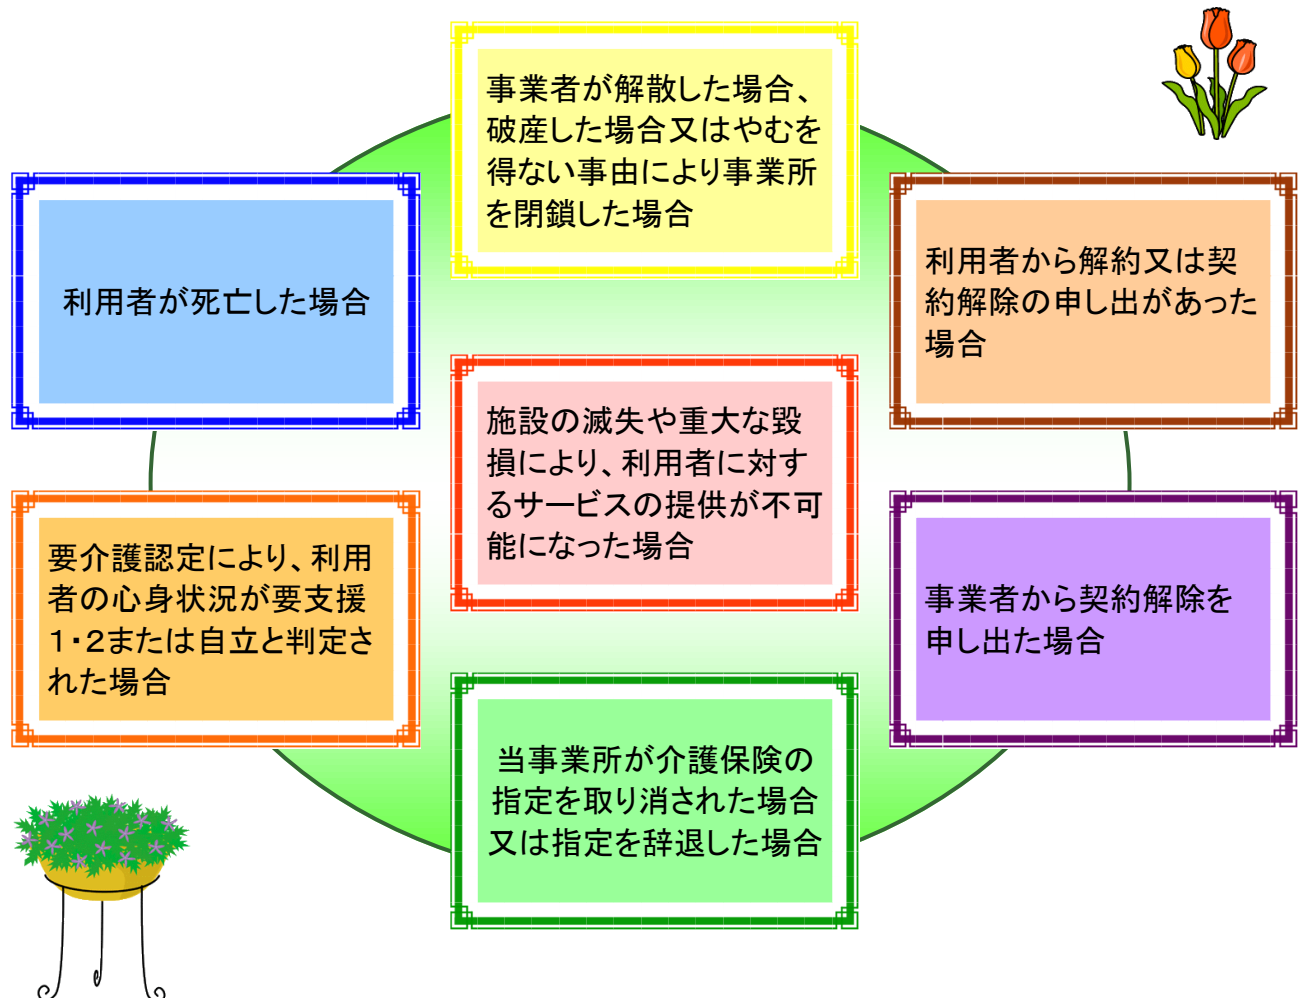 事業者が解散した場合、
破産した場合又はやむを
得ない事由により事業所
を閉鎖した場合
利用者が死亡した場合
利用者から解約又は契
約解除の申し出があった
場合
施設の滅失や重大な毀
損により、利用者に対す
るサービスの提供が不可
能になった場合
要介護認定により、利用
者の心身状況が要支援
１・２または自立と判定さ
れた場合
事業者から契約解除を
申し出た場合
当事業所が介護保険の
指定を取り消された場合
又は指定を辞退した場合